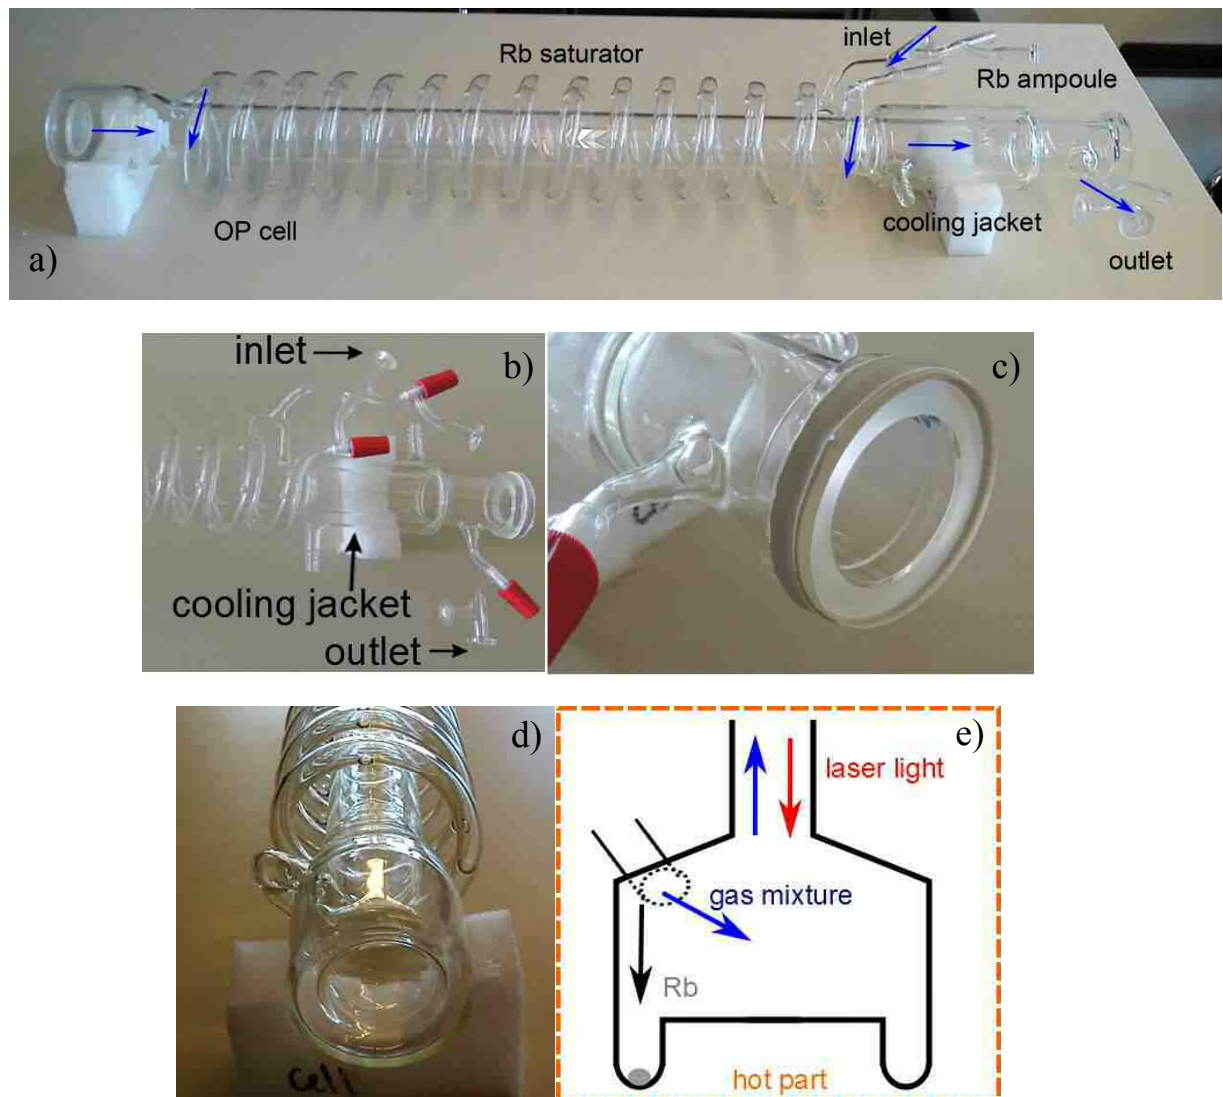 inlet
Rb saturator
Rb ampoule
OP cell
cooling jacket
a)
outlet
inlet
b)
cooling jacket
outlet
c)
d)
cell
e)
laser light
gas mixture
Rb
hot part